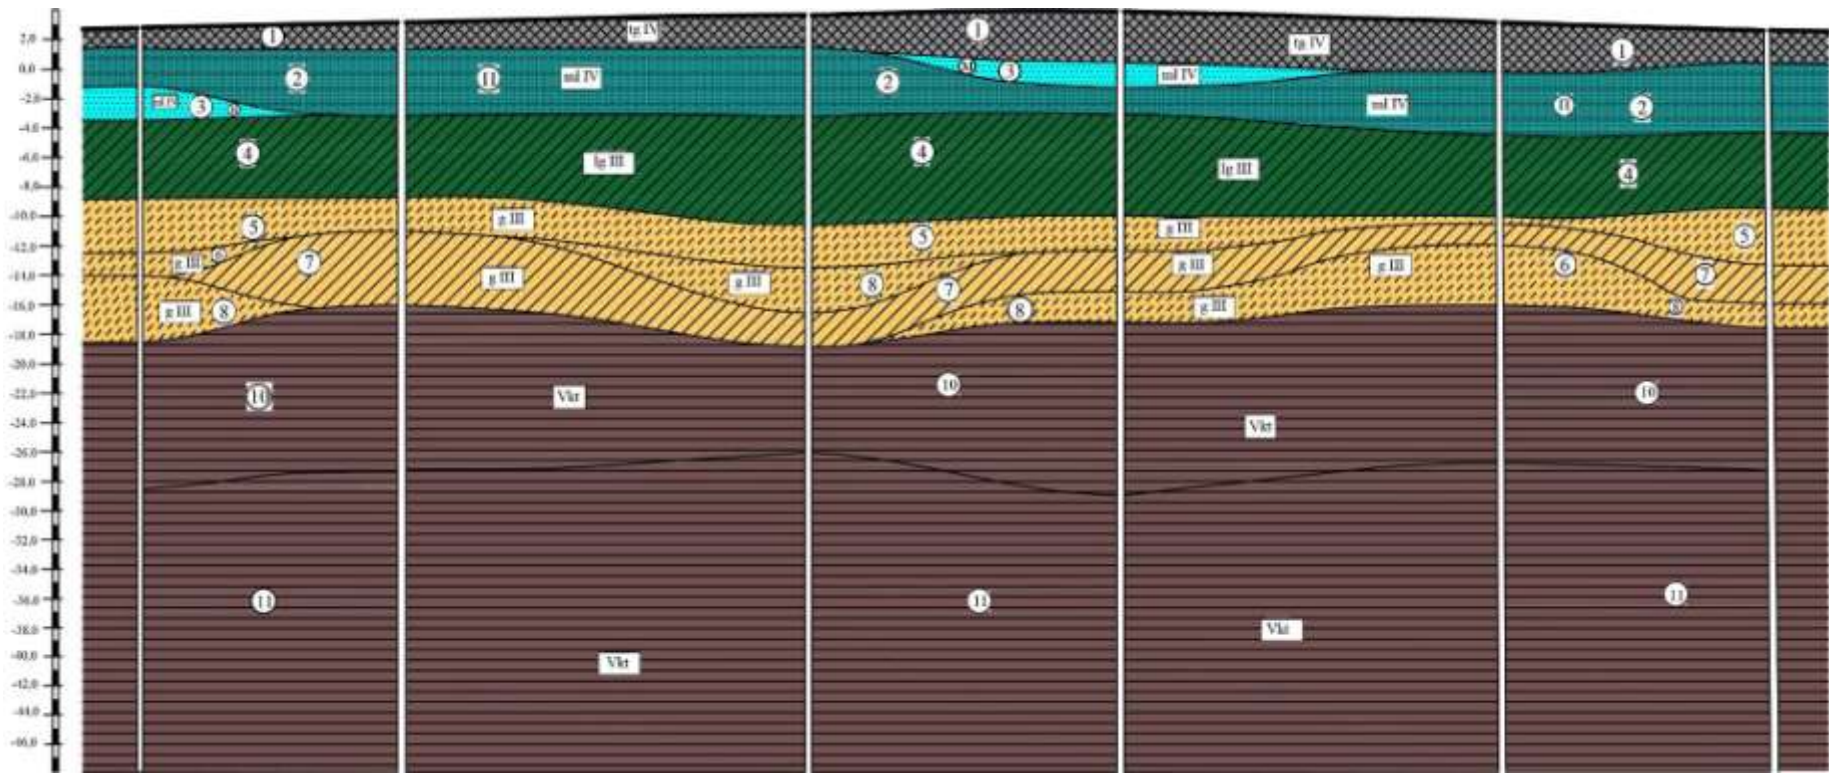 2,0
0,0
-2,0
-4,0
-6,0
-8,0
-10,0
-12,0
-14,0
-16,0
-18,0
-20,0
-22,0
-24,0
-26,0
-28,0
-30,0
-32,0
-34,0
-36,0
-38,0
-40,0
-42,0
-44,0
-46,0
1 tg IV 1 tg IV 1
2 11 ml IV 2 3 ml IV
3 ml IV 11 2
4 lg III 4 lg III 4
5 g III 5 g III 5
g III 6 7 g III g III 8 7 g III g III 6 7
g III 8 8 g III
10 Vkt 10 Vkt 10
11 11 11
Vkt Vkt